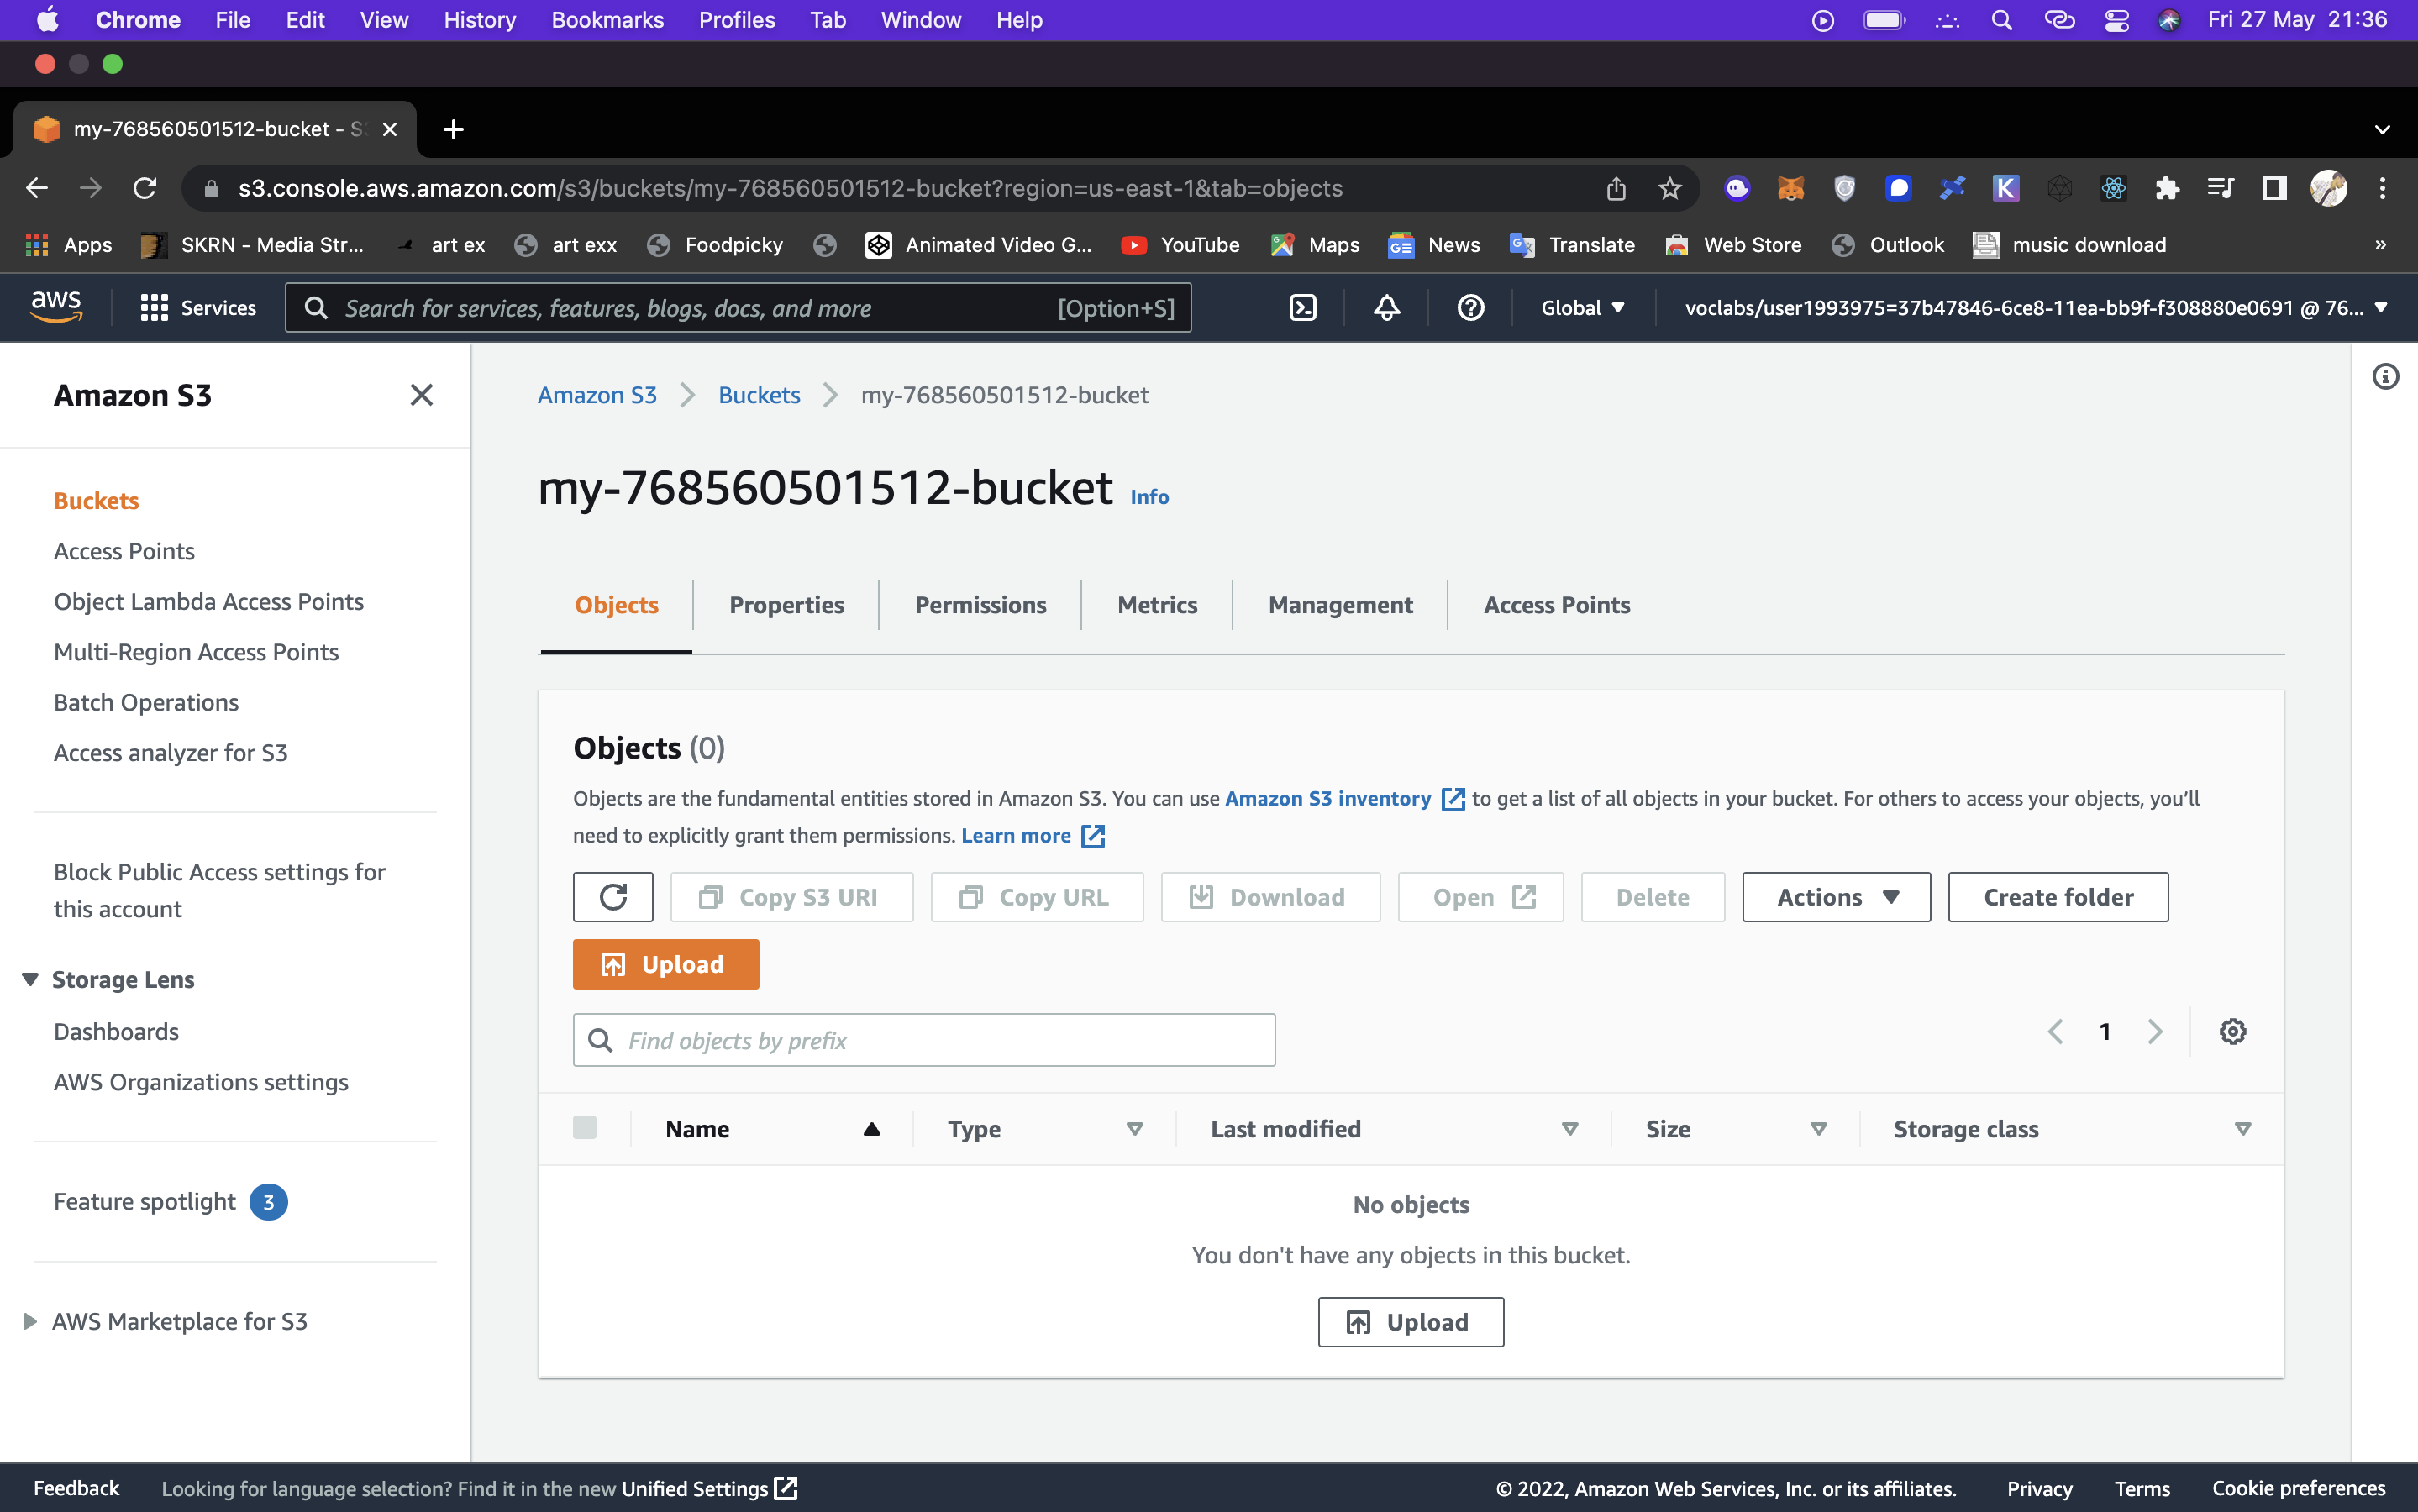 Chrome File Edit View History Bookmarks Profiles Tab Window Help Fri 27 May 21:36
my-768560501512-bucket - S
s3.console.aws.amazon.com/s3/buckets/my-768560501512-bucket?region=us-east-1&tab=objects
Apps SKRN - Media Str... art ex art exx Foodpicky Animated Video G... YouTube Maps News Translate Web Store Outlook music download »
aws Services Search for services, features, blogs, docs, and more [Option+S] Global voclabs/user1993975=37b47846-6ce8-11ea-bb9f-f308880e0691 @ 76...
Amazon S3
Buckets
Access Points
Object Lambda Access Points
Multi-Region Access Points
Batch Operations
Access analyzer for S3
Block Public Access settings for
this account
Storage Lens
Dashboards
AWS Organizations settings
Feature spotlight 3
AWS Marketplace for S3
Amazon S3 Buckets my-768560501512-bucket
my-768560501512-bucket Info
Objects Properties Permissions Metrics Management Access Points
Objects (0)
Objects are the fundamental entities stored in Amazon S3. You can use Amazon S3 inventory to get a list of all objects in your bucket. For others to access your objects, you’ll
need to explicitly grant them permissions. Learn more
Copy S3 URI Copy URL Download Open Delete Actions Create folder
Upload
Find objects by prefix 1
Name Type Last modified Size Storage class
No objects
You don't have any objects in this bucket.
Upload
Feedback Looking for language selection? Find it in the new Unified Settings © 2022, Amazon Web Services, Inc. or its affiliates. Privacy Terms Cookie preferences